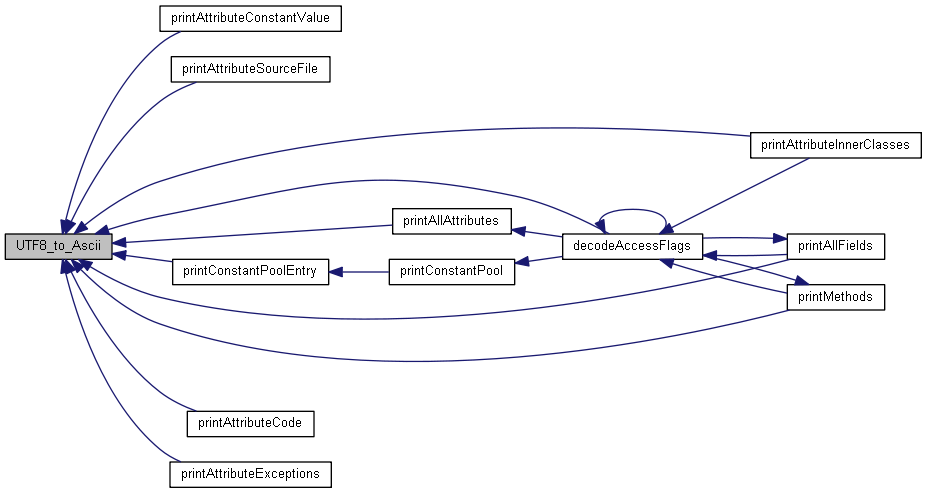 printAttributeConstantValue
printAttributeSourceFile
printAttributeInnerClasses
printAllAttributes
UTF8_to_Ascii
decodeAccessFlags
printAllFields
printConstantPoolEntry
printConstantPool
printMethods
printAttributeCode
printAttributeExceptions